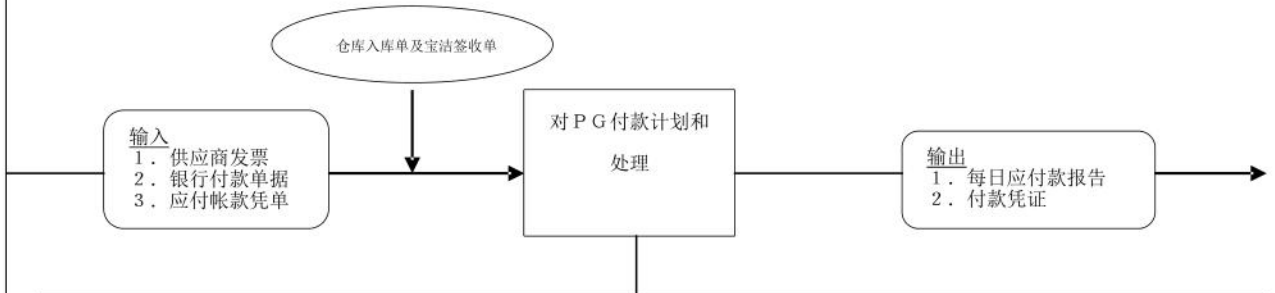 仓库入库单及宝洁签收单
输入
１．供应商发票
２．银行付款单据
３．应付帐款凭单
对ＰＧ付款计划和
处理
输出
１．每日应付款报告
２．付款凭证